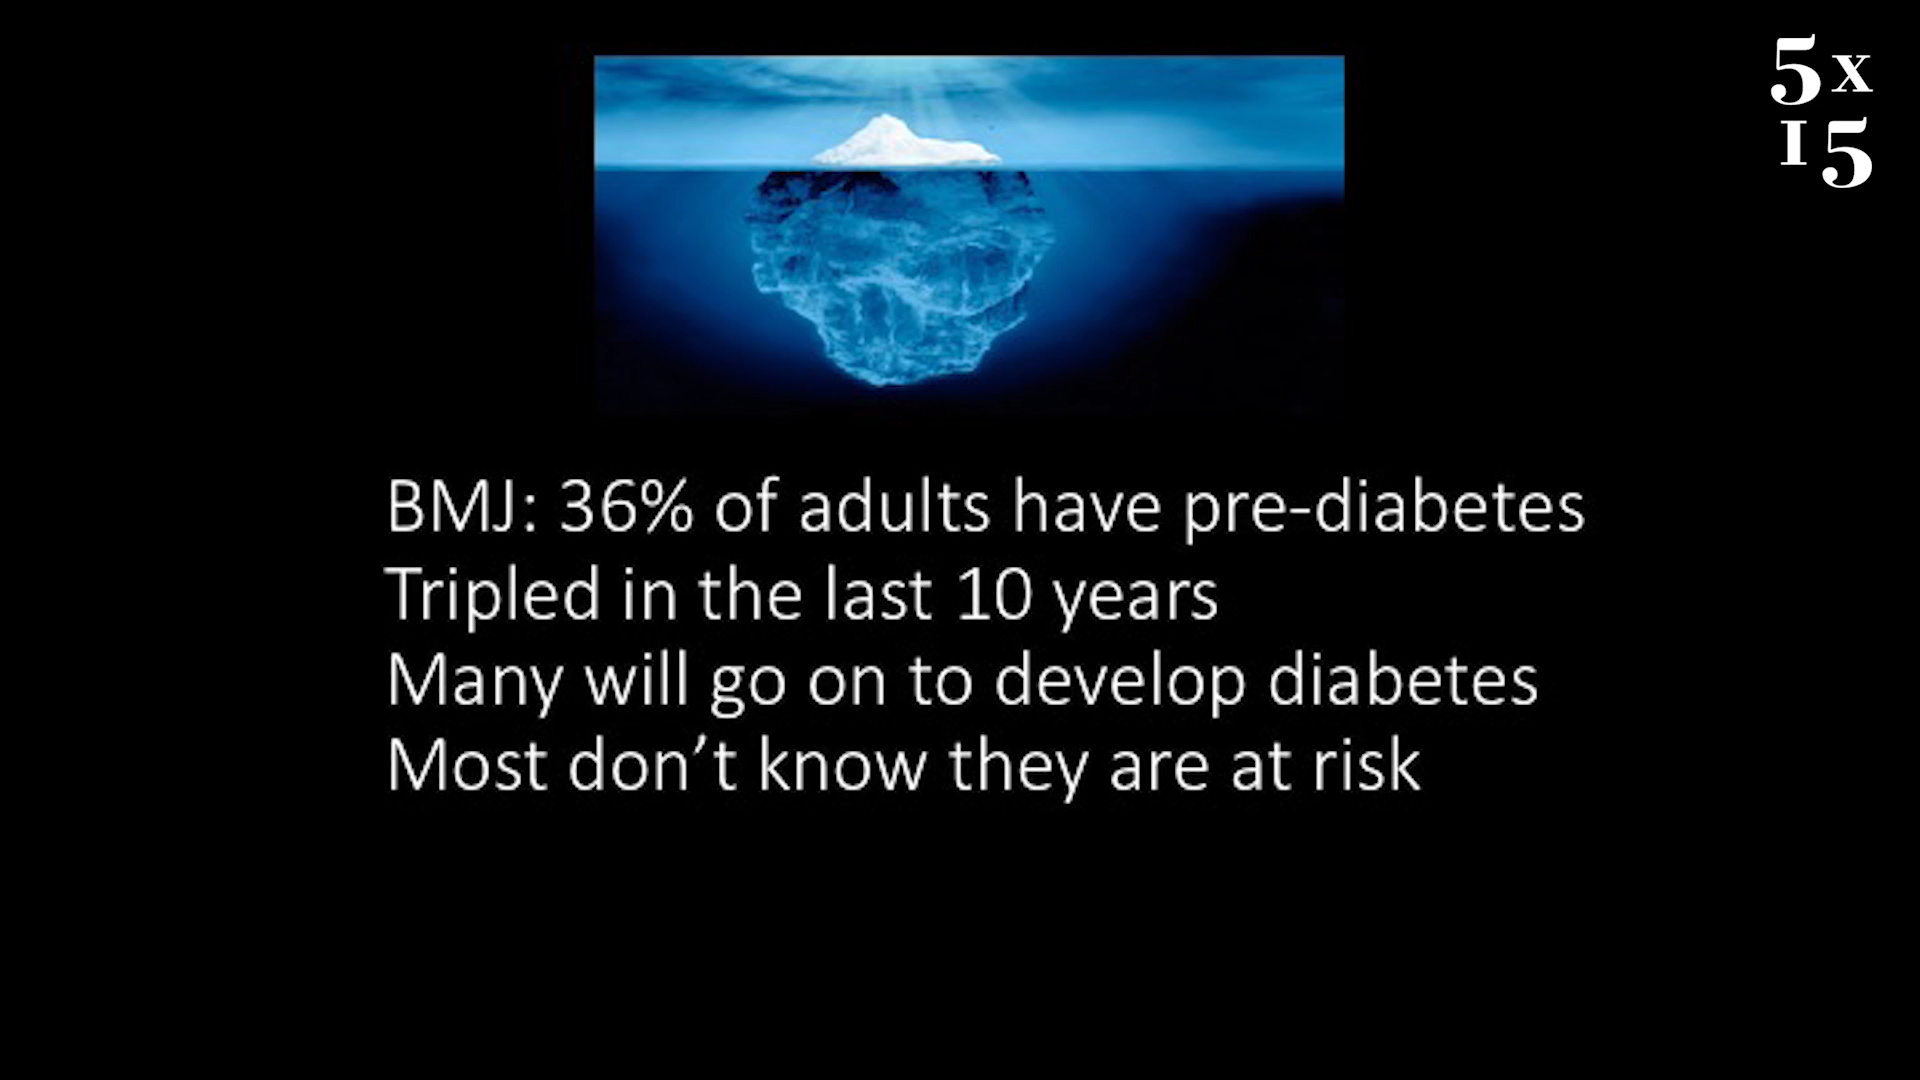 5x
15
BMJ: 36% of adults have pre-diabetes
Tripled in the last 10 years
Many will go on to develop diabetes
Most don’t know they are at risk